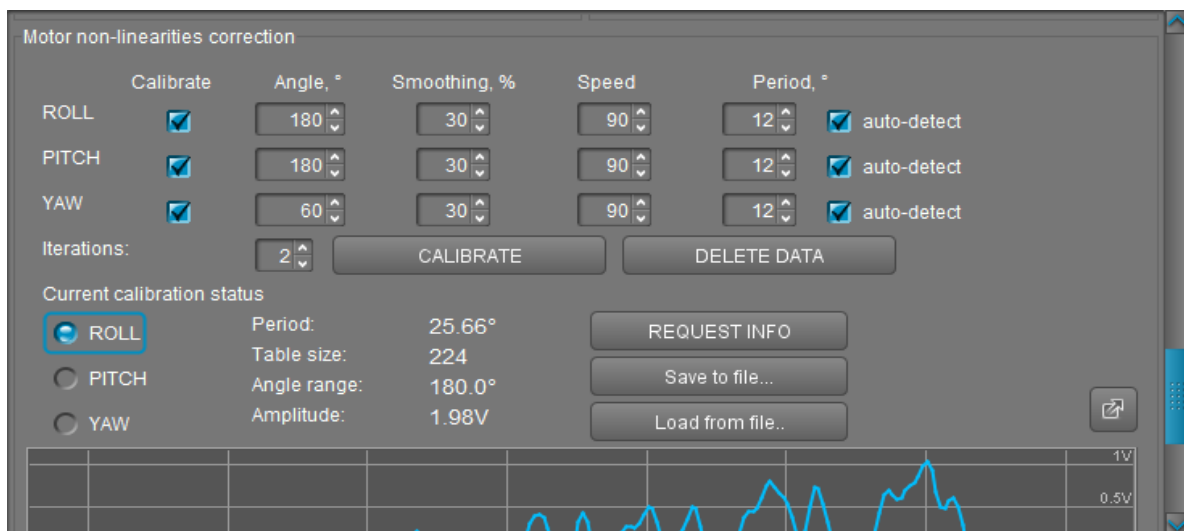 Motor non-linearities correction
Calibrate Angle, ° Smoothing, % Speed Period, °
ROLL 180 30 90 12 auto-detect
PITCH 180 30 90 12 auto-detect
YAW 60 30 90 12 auto-detect
Iterations: 2 CALIBRATE DELETE DATA
Current calibration status
ROLL Period: 25.66° REQUEST INFO
Table size: 224
PITCH Angle range: 180.0° Save to file...
YAW Amplitude: 1.98V Load from file..
1V
0.5V